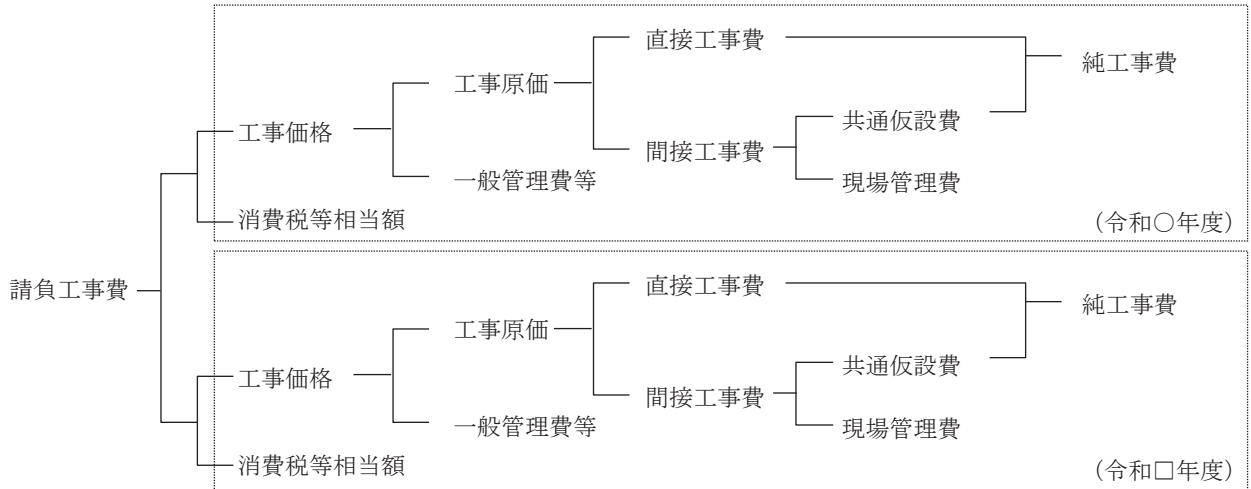 直接工事費
純工事費
工事原価
共通仮設費
工事価格
間接工事費
一般管理費等
現場管理費
消費税等相当額
(令和○年度)
請負工事費
直接工事費
純工事費
工事原価
共通仮設費
工事価格
間接工事費
一般管理費等
現場管理費
消費税等相当額
(令和□年度)